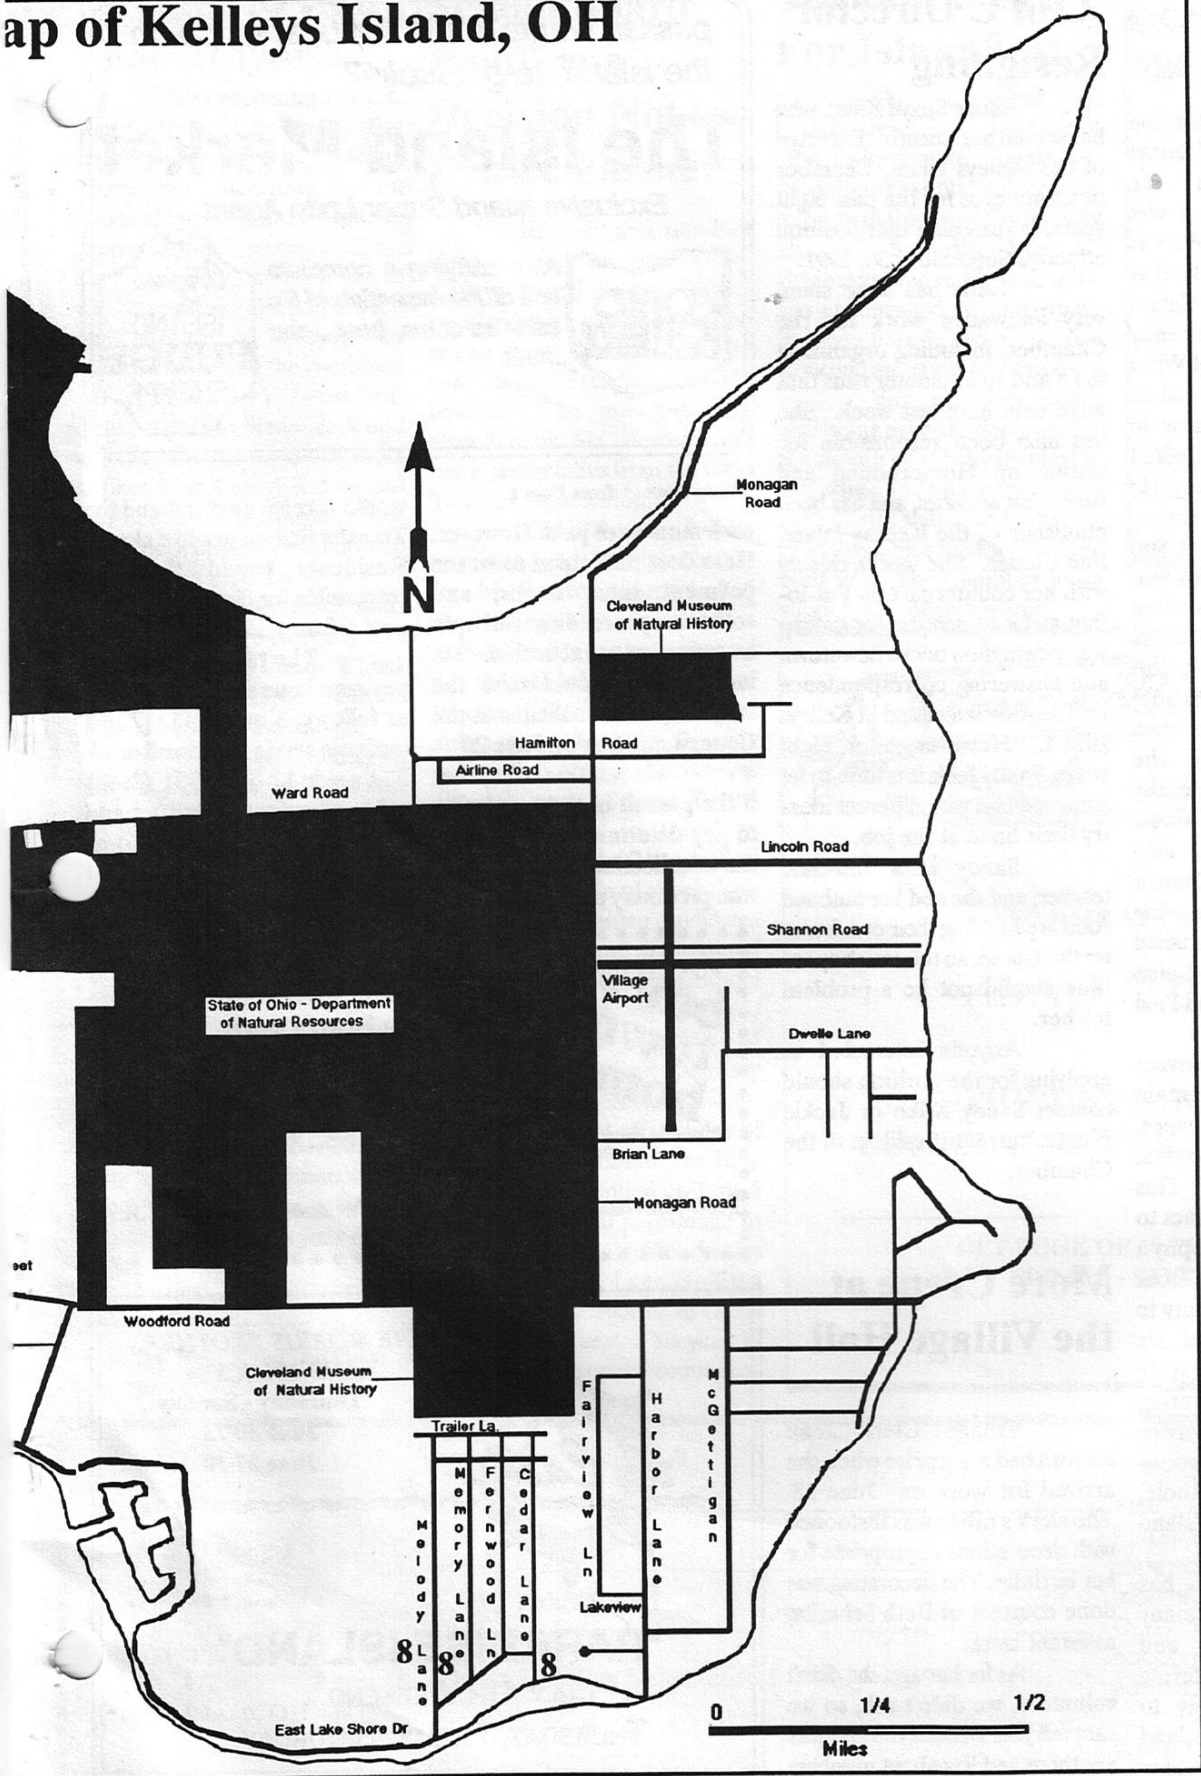 ap of Kelleys Island, OH
Monagan
Road
N
Cleveland Museum
of Natural History
Hamilton Road
Airline Road
Ward Road
Lincoln Road
Shannon Road
Village
Airport
State of Ohio - Department
of Natural Resources
Dwelle Lane
Brian Lane
Monagan Road
eet
Woodford Road
Cleveland Museum
of Natural History
Trailer La.
Melody Lane
Memory Lane
Fernwood Ln
Cedar Lane
Fairview Ln
Harbor Lane
McGettigan
Lakeview
8
8
8
East Lake Shore Dr
0 1/4 1/2
Miles